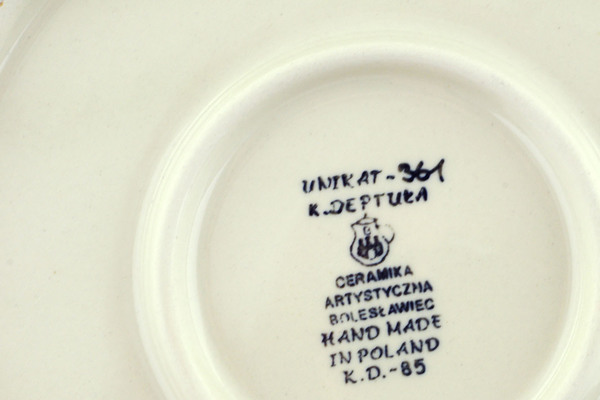 UNIKAT-361
K.DEPTUŁA
CERAMIKA
ARTYSTYCZNA
BOLESŁAWIEC
HAND MADE
IN POLAND
K.D.-85